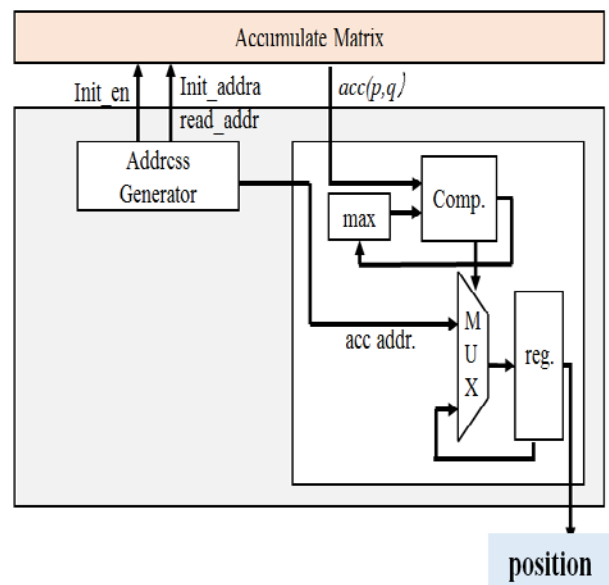 Accumulate Matrix
Init_en
Init_addra
read_addr
acc(p,q)
Addrcss
Generator
Comp.
max
acc addr.
M
U
X
reg.
position